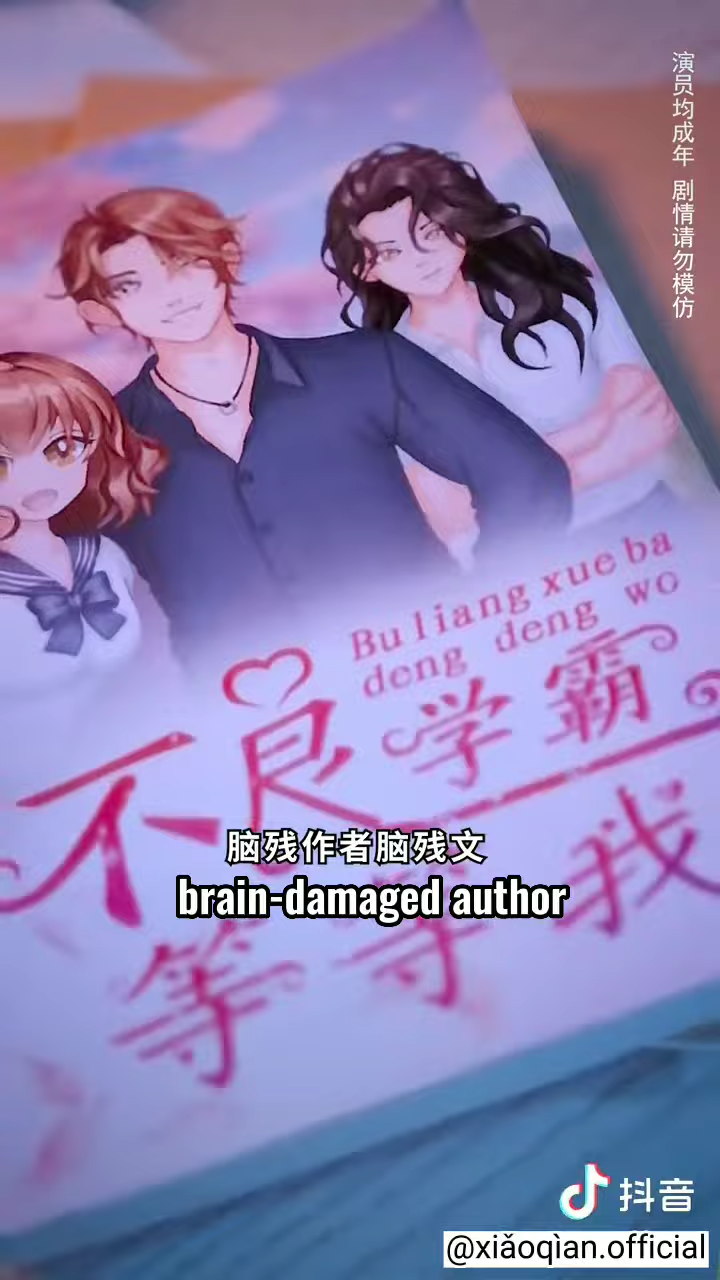 演员均成年 剧情请勿模仿
Bu liang xue ba
deng deng wo
不良学霸
等等我
脑残作者脑残文
brain-damaged author
抖音
@xiǎoqìan.official